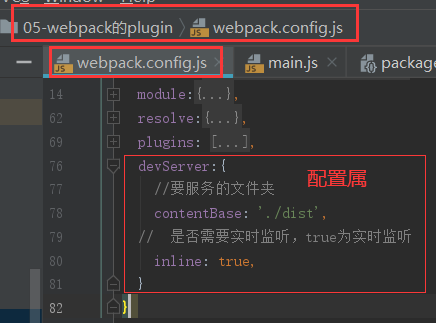 05-webpack的plugin 〉 webpack.config.js
webpack.config.js × main.js × packag
14 module:{...},
62 resolve:{...},
69 plugins: [...],
76 devServer:{
77 //要服务的文件夹
78 contentBase: './dist',
79 // 是否需要实时监听，true为实时监听
80 inline: true,
81 }
82 }
配置属